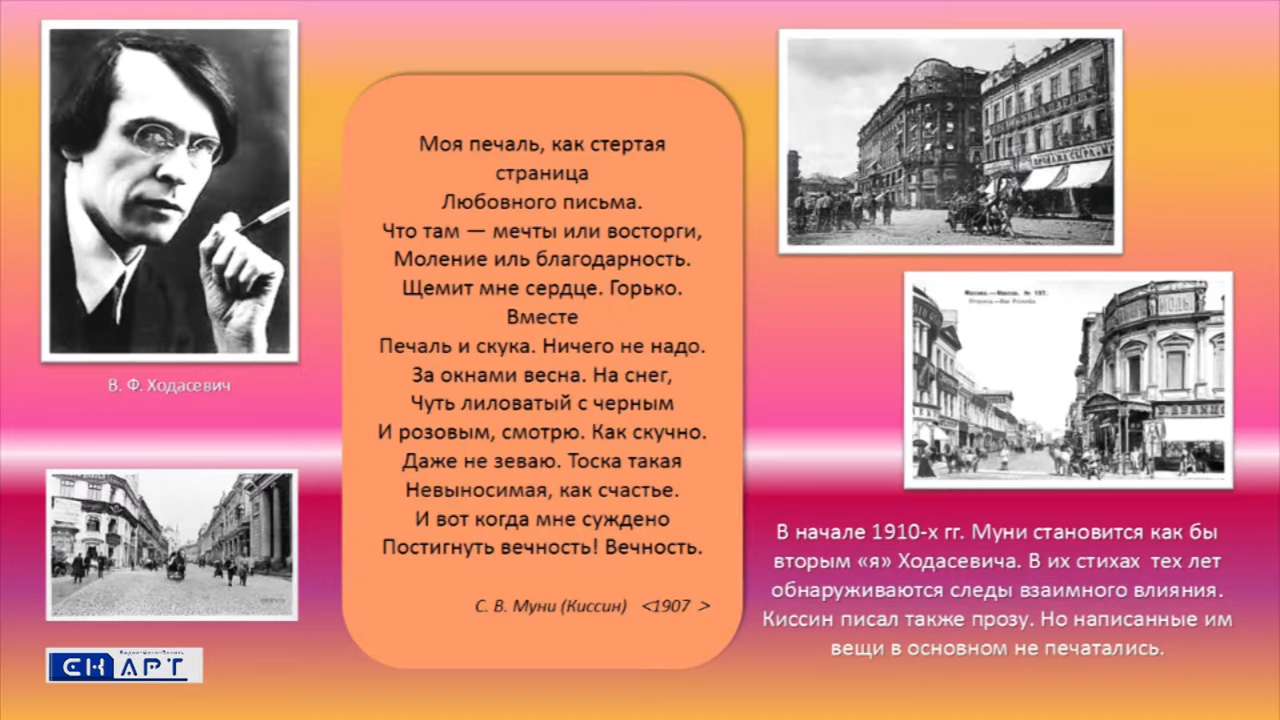 В. Ф. Ходасевич
Моя печаль, как стертая
страница
Любовного письма.
Что там — мечты или восторги,
Моление иль благодарность.
Щемит мне сердце. Горько.
Вместе
Печаль и скука. Ничего не надо.
За окнами весна. На снег,
Чуть лиловатый с черным
И розовым, смотрю. Как скучно.
Даже не зеваю. Тоска такая
Невыносимая, как счастье.
И вот когда мне суждено
Постигнуть вечность! Вечность.
С. В. Муни (Киссин) <1907 >
В начале 1910-х гг. Муни становится как бы
вторым «я» Ходасевича. В их стихах тех лет
обнаруживаются следы взаимного влияния.
Киссин писал также прозу. Но написанные им
вещи в основном не печатались.
СК АРТ